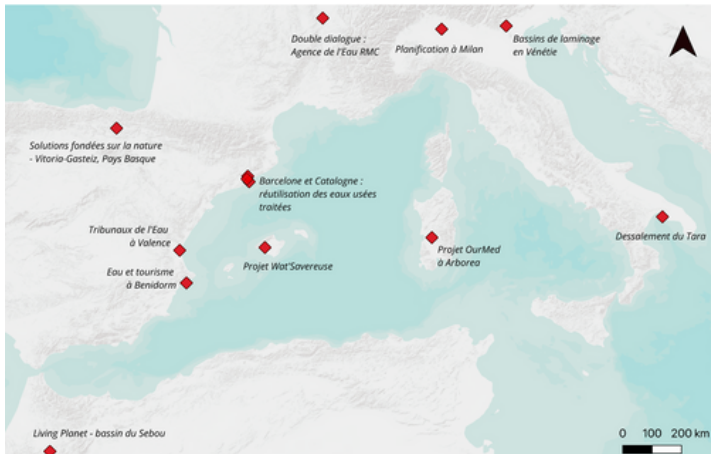 Double dialogue :
Agence de l'Eau RMC
Planification à Milan
Bassins de laminage
en Vénétie
Solutions fondées sur la nature
- Vitoria-Gasteiz, Pays Basque
Barcelone et Catalogne :
réutilisation des eaux usées
traitées
Tribunaux de l'Eau
à Valence
Dessalement du Tara
Projet OurMed
à Arborea
Projet Wat'Savereuse
Eau et tourisme
à Benidorm
Living Planet - bassin du Sebou
0 100 200 km